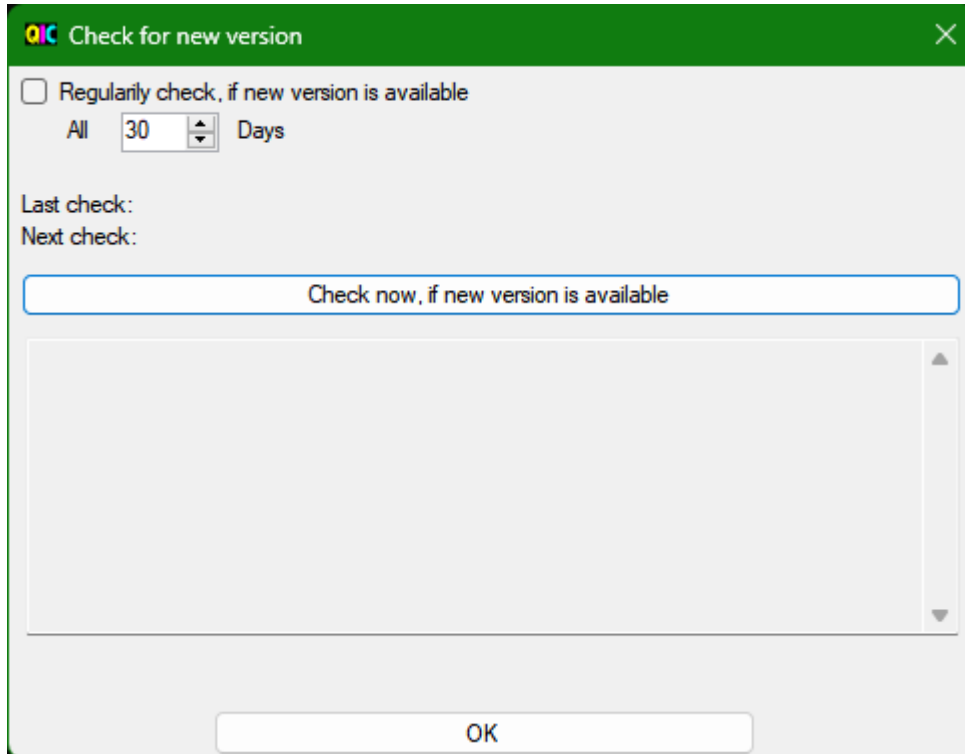 QIC Check for new version
Regularily check, if new version is available
All 30 Days
Last check:
Next check:
Check now, if new version is available
OK